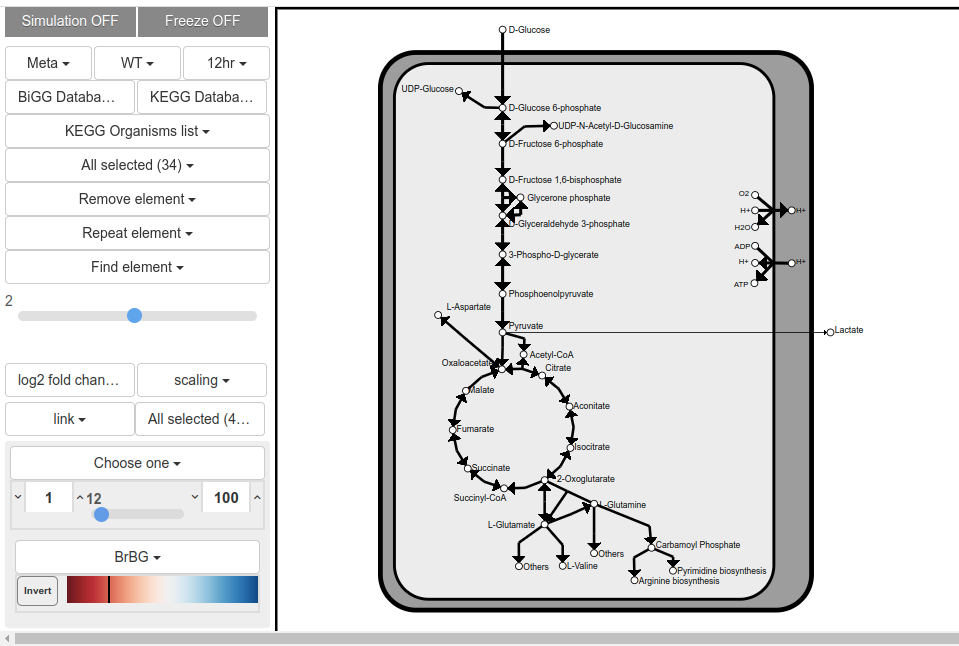 Simulation OFF
Freeze OFF
Meta
WT
12hr
BiGG Databa…
KEGG Databa…
KEGG Organisms list
All selected (34)
Remove element
Repeat element
Find element
2
log2 fold chan…
scaling
link
All selected (4…
Choose one
1
12
100
BrBG
Invert
D-Glucose
UDP-Glucose
D-Glucose 6-phosphate
UDP-N-Acetyl-D-Glucosamine
D-Fructose 6-phosphate
D-Fructose 1,6-bisphosphate
Glycerone phosphate
D-Glyceraldehyde 3-phosphate
3-Phospho-D-glycerate
Phosphoenolpyruvate
L-Aspartate
Pyruvate
Lactate
Acetyl-CoA
Oxaloacetate
Citrate
Malate
Aconitate
Fumarate
Isocitrate
Succinate
2-Oxoglutarate
Succinyl-CoA
L-Glutamine
L-Glutamate
Carbamoyl Phosphate
Others
Others
L-Valine
Pyrimidine biosynthesis
Arginine biosynthesis
O2
H+
H+
H2O
ADP
H+
H+
ATP